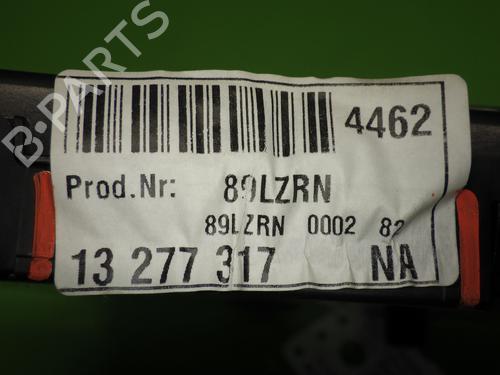 B-PARTS
4462
Prod.Nr: 89LZRN
89LZRN 0002 82
13 277 317 NA